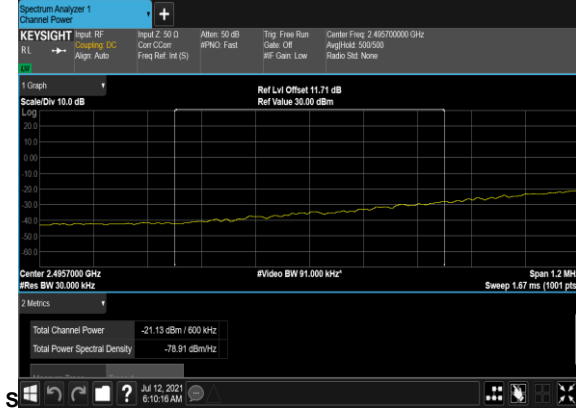 Spectrum Analyzer 1
Channel Power
+
KEYSIGHT Input: RF Input Z: 50 Ω Atten: 50 dB Trig: Free Run Center Freq: 2.495700000 GHz
RL Coupling: DC Corr CCorr #PNO: Fast Gate: Off Avg|Hold: 500/500
Align: Auto Freq Ref: Int (S) #IF Gain: Low Radio Std: None
1 Graph Ref Lvl Offset 11.71 dB
Scale/Div 10.0 dB Ref Value 30.00 dBm
Log
20.0
10.0
0.00
-10.0
-20.0
-30.0
-40.0
-50.0
-60.0
Center 2.4957000 GHz #Video BW 91.000 kHz* Span 1.2 MH
#Res BW 30.000 kHz Sweep 1.67 ms (1001 pts
2 Metrics
Total Channel Power -21.13 dBm / 600 kHz
Total Power Spectral Density -78.91 dBm/Hz
S ? Jul 12, 2021
6:10:16 AM